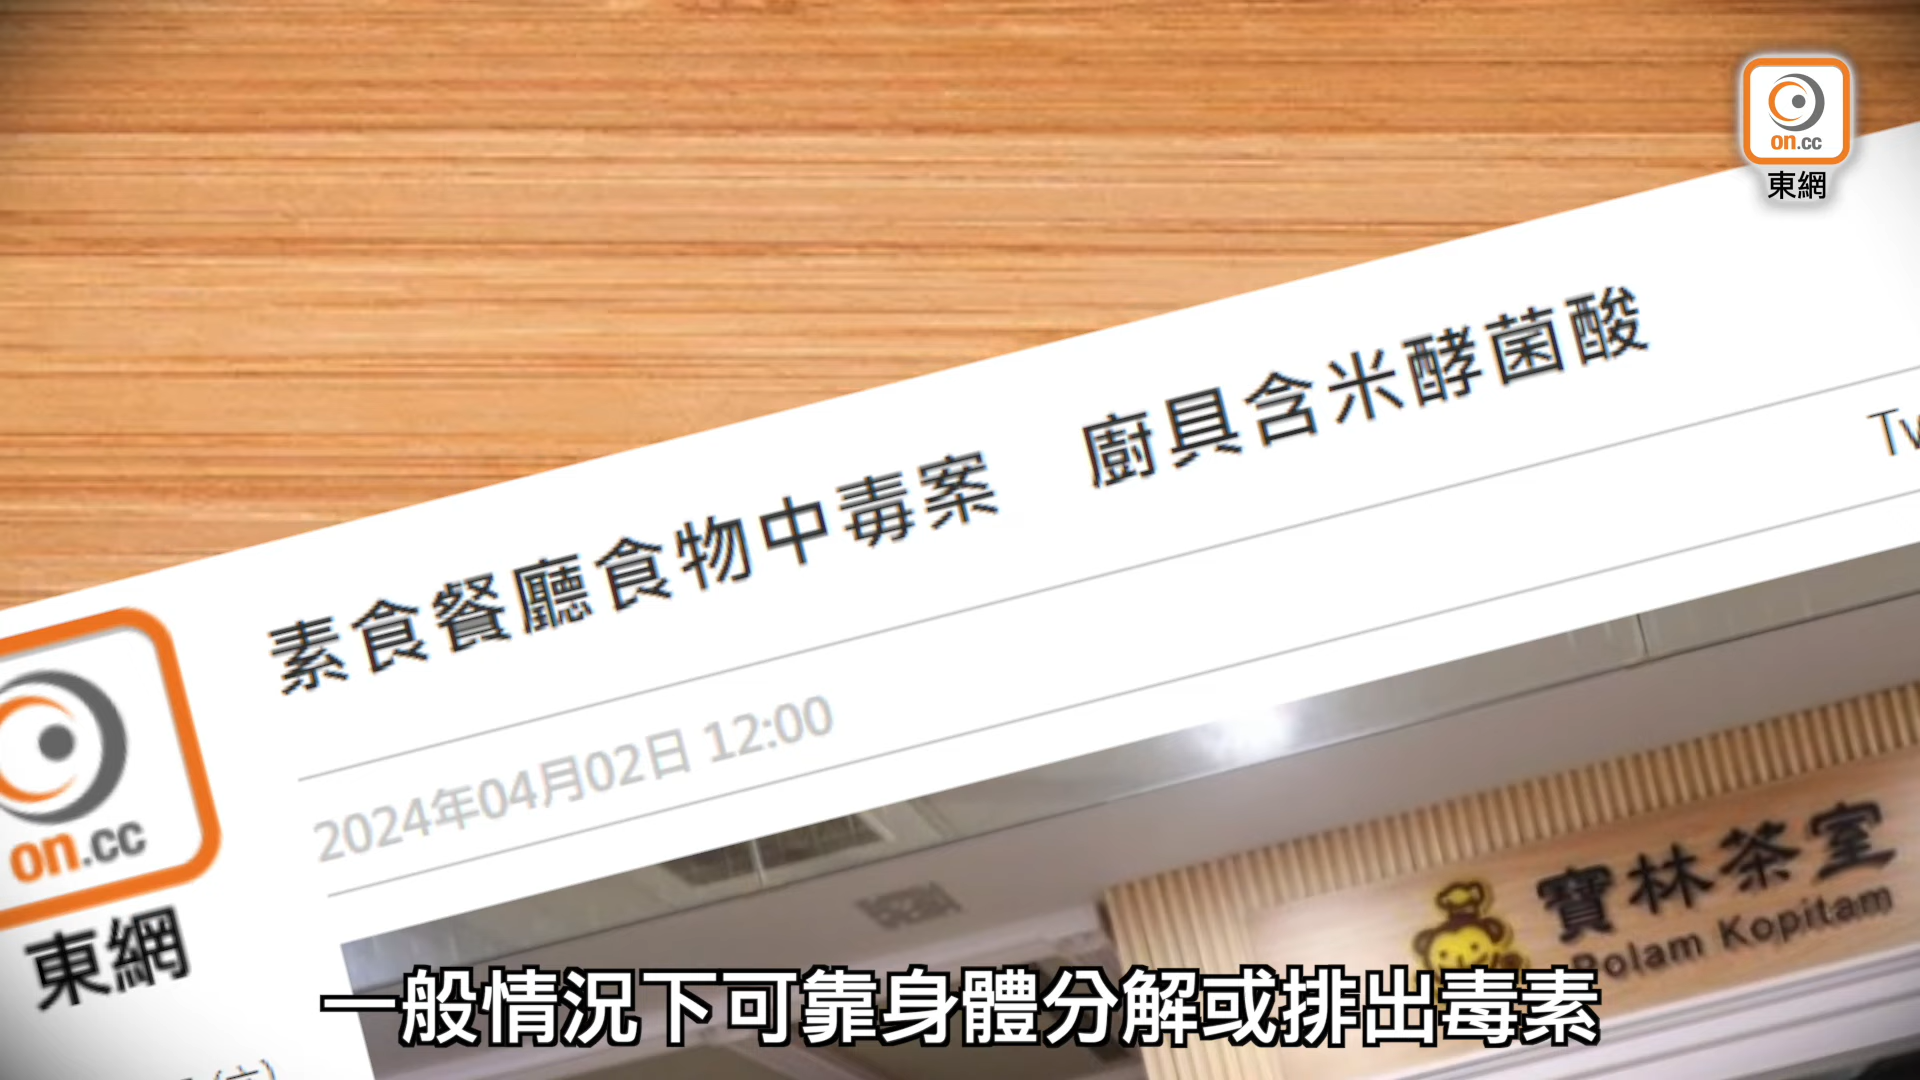 on.cc
東網
素食餐廳食物中毒案　廚具含米酵菌酸
2024年04月02日 12:00
on.cc
東網
寶林茶室
Polam Kopitam
一般情況下可靠身體分解或排出毒素